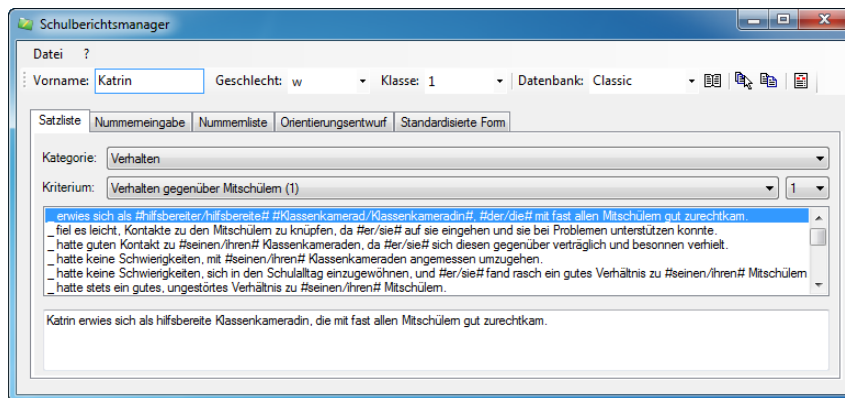 Schulberichtsmanager
Datei ?
Vorname: Katrin Geschlecht: w Klasse: 1 Datenbank: Classic
Satzliste Nummerneingabe Nummernliste Orientierungsentwurf Standardisierte Form
Kategorie: Verhalten
Kriterium: Verhalten gegenüber Mitschülern (1) 1
_ erwies sich als #hilfsbereiter/hilfsbereite# #Klassenkamerad/Klassenkameradin#, #der/die# mit fast allen Mitschülern gut zurechtkam.
_ fiel es leicht, Kontakte zu den Mitschülern zu knüpfen, da #er/sie# auf sie eingehen und sie bei Problemen unterstützen konnte.
_ hatte guten Kontakt zu #seinen/ihren# Klassenkameraden, da #er/sie# sich diesen gegenüber verträglich und besonnen verhielt.
_ hatte keine Schwierigkeiten, mit #seinen/ihren# Klassenkameraden angemessen umzugehen.
_ hatte keine Schwierigkeiten, sich in den Schulalltag einzugewöhnen, und #er/sie# fand rasch ein gutes Verhältnis zu #seinen/ihren# Mitschülern
_ hatte stets ein gutes, ungestörtes Verhältnis zu #seinen/ihren# Mitschülern.
Katrin erwies sich als hilfsbereite Klassenkameradin, die mit fast allen Mitschülern gut zurechtkam.